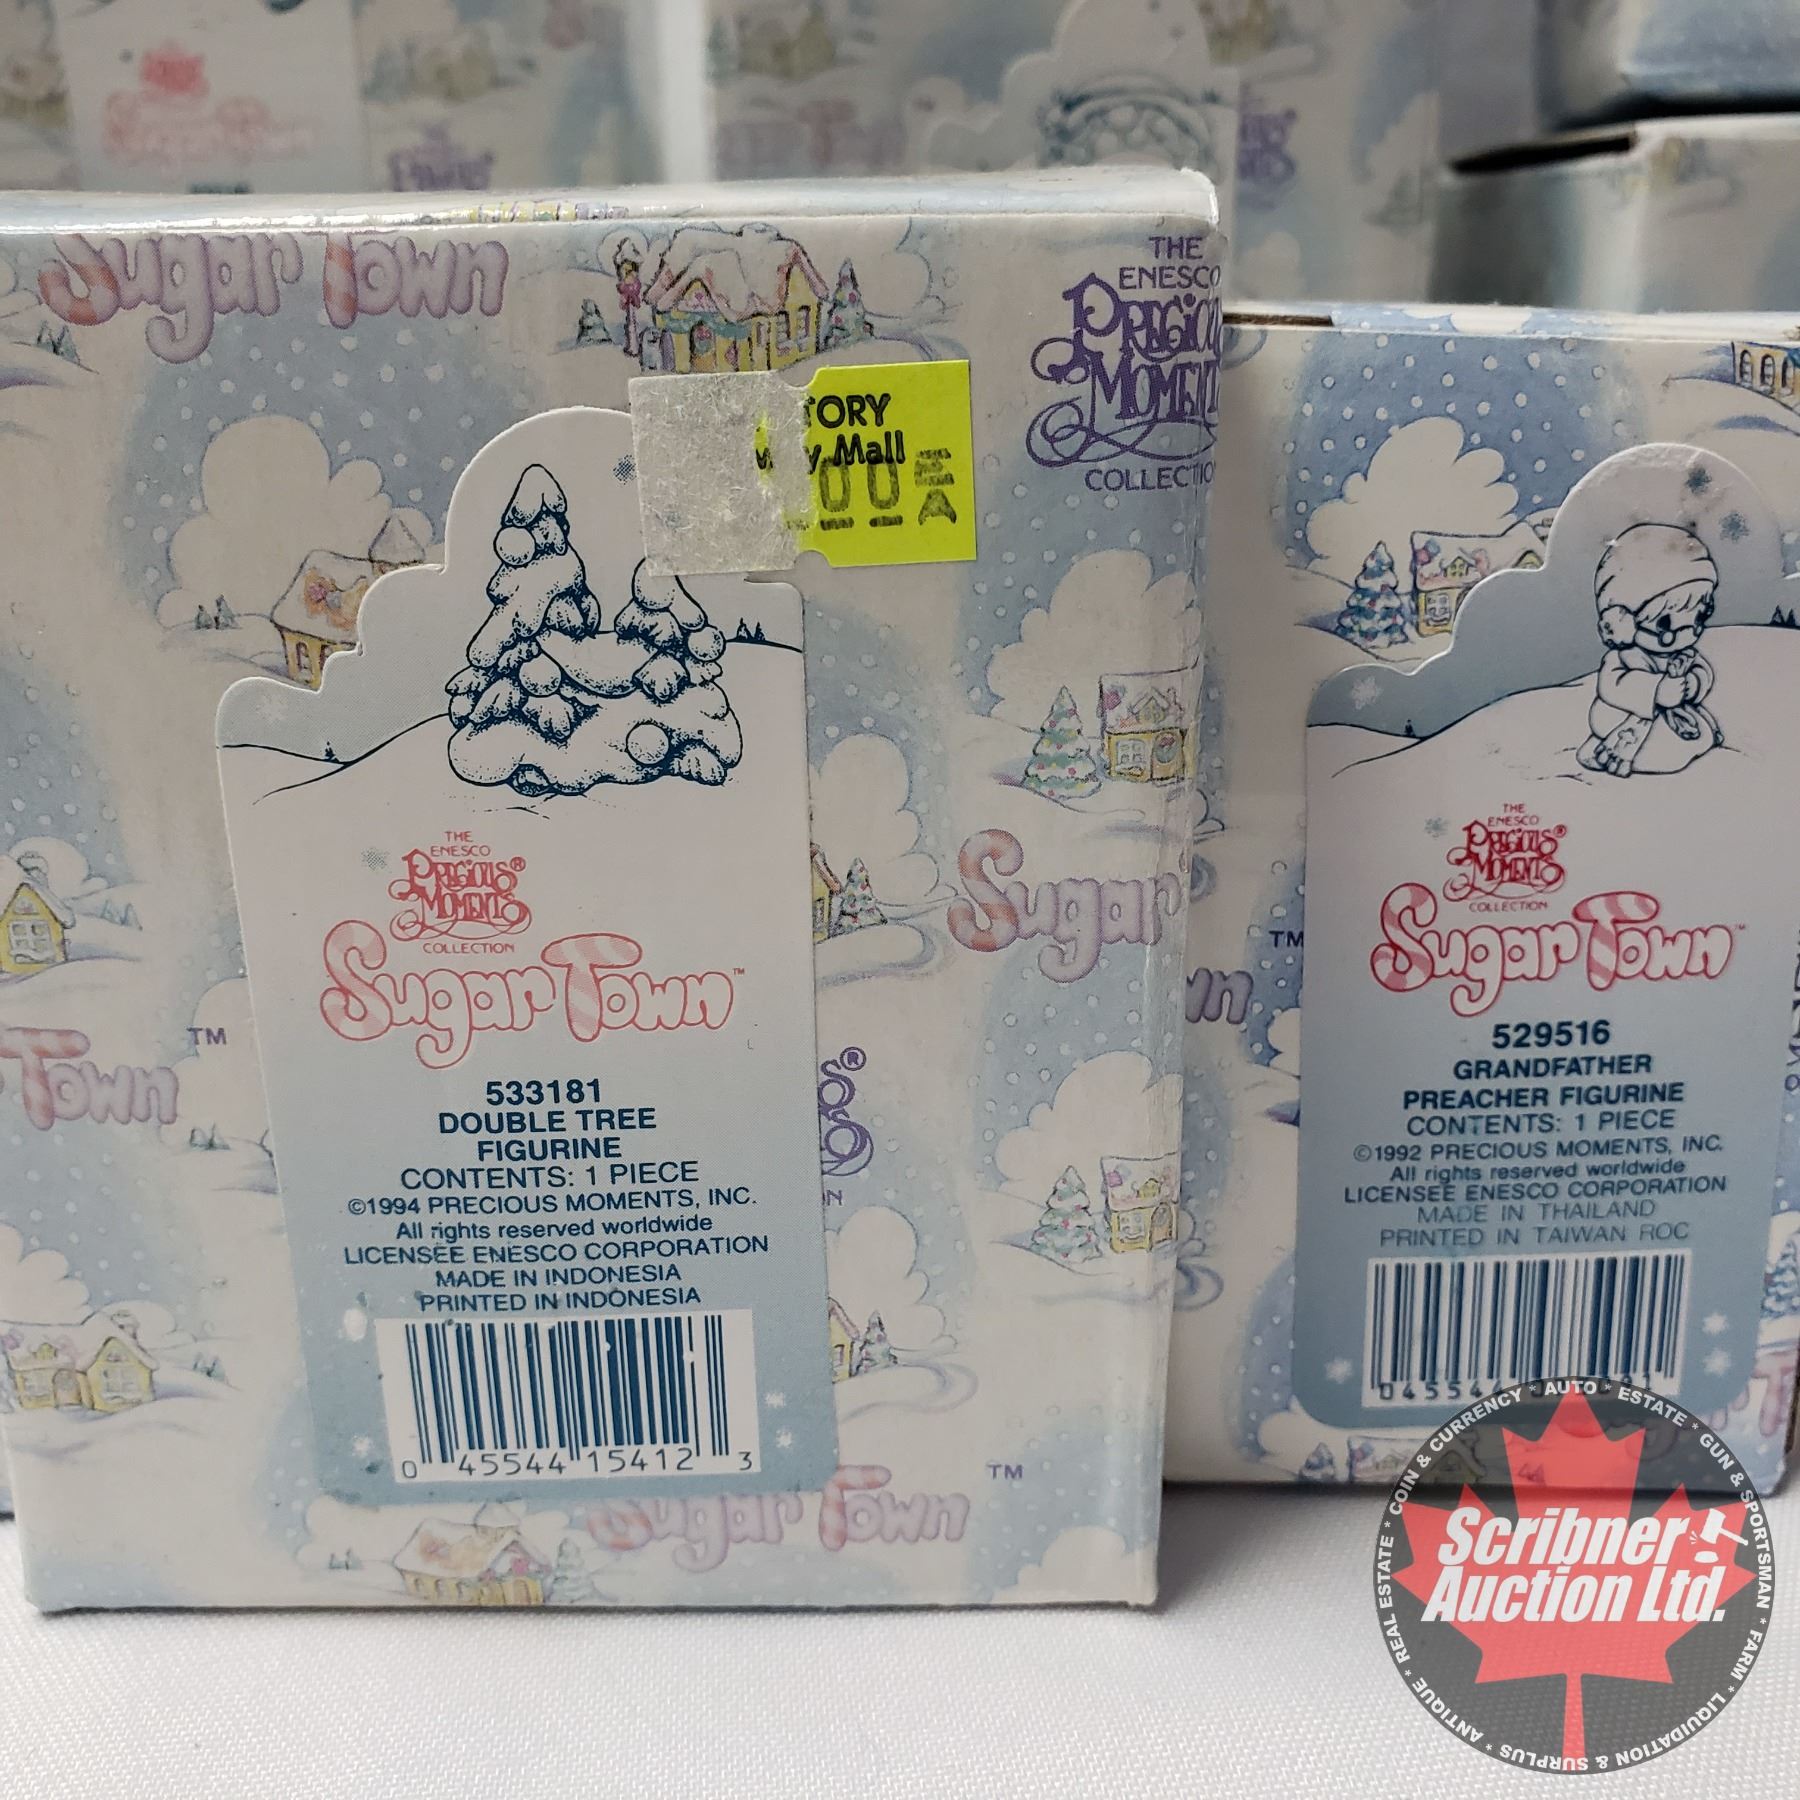 Sugar Town
Sugar Town
THE
ENESCO
PRECIOUS
MOMENTS
COLLECTION
TORY
Mall
00 EA
Sugar
Town
TM
Sugar Town
TM
THE
ENESCO
PRECIOUS®
MOMENTS
COLLECTION
Sugar Town™
533181
DOUBLE TREE
FIGURINE
CONTENTS: 1 PIECE
©1994 PRECIOUS MOMENTS, INC.
All rights reserved worldwide
LICENSEE ENESCO CORPORATION
MADE IN INDONESIA
PRINTED IN INDONESIA
0 45544 15412 3
TM
THE
ENESCO
PRECIOUS®
MOMENTS
COLLECTION
Sugar Town™
529516
GRANDFATHER
PREACHER FIGURINE
CONTENTS: 1 PIECE
©1992 PRECIOUS MOMENTS, INC.
All rights reserved worldwide
LICENSEE ENESCO CORPORATION
MADE IN THAILAND
PRINTED IN TAIWAN ROC
Scribner
Auction Ltd.
COIN & CURRENCY * AUTO * ESTATE * GUN & SPORTSMAN * FARM * LIQUIDATION & SURPLUS * ANTIQUE * REAL ESTATE *